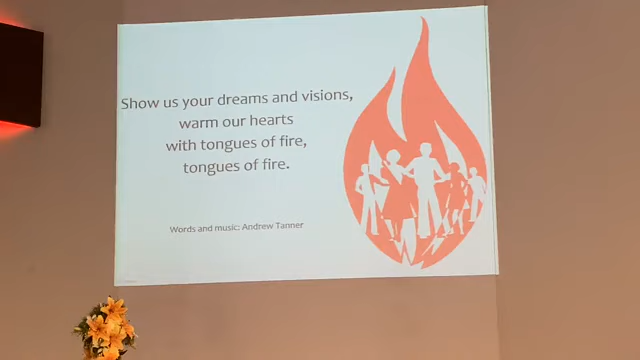 Show us your dreams and visions,
warm our hearts
with tongues of fire,
tongues of fire.
Words and music: Andrew Tanner